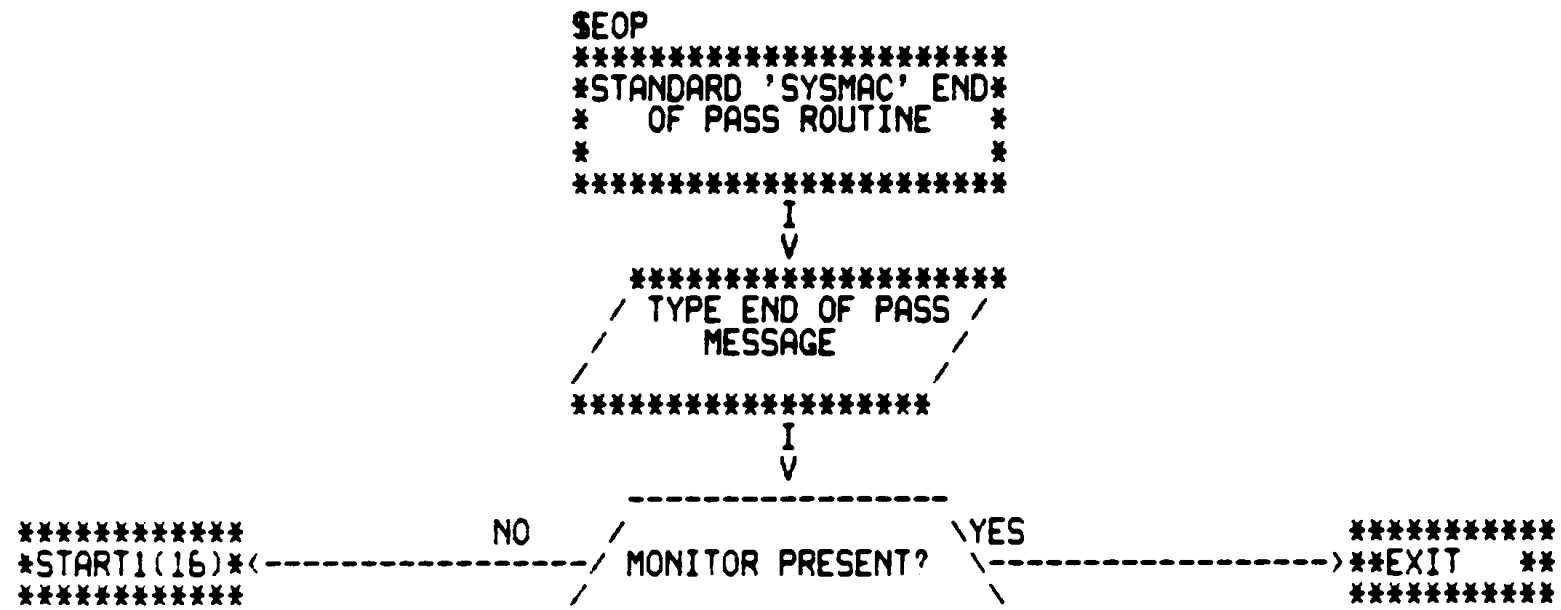 $EOP
**********************
*STANDARD 'SYSMAC' END*
* OF PASS ROUTINE *
* *
**********************
I
V
*******************
/ TYPE END OF PASS /
/ MESSAGE /
/ /
*******************
I
V
-----------------
************ NO / \YES ***********
*START1(16)*<------------------/ MONITOR PRESENT? \------------------->**EXIT **
************ / \ ***********